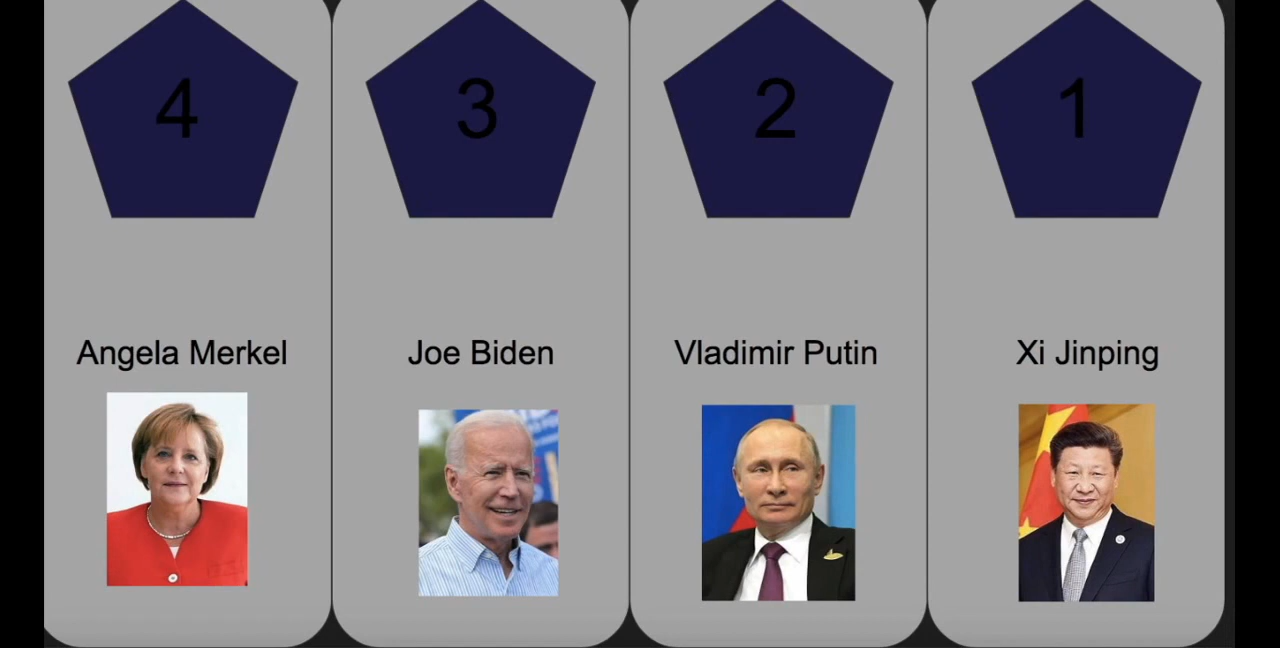 4
3
2
1
Angela Merkel
Joe Biden
Vladimir Putin
Xi Jinping